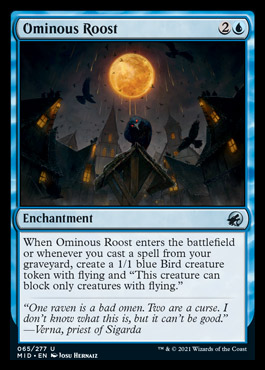 Ominous Roost 2
Enchantment
When Ominous Roost enters the battlefield
or whenever you cast a spell from your
graveyard, create a 1/1 blue Bird creature
token with flying and “This creature can
block only creatures with flying.”
“One raven is a bad omen. Two are a curse. I
don’t know what this is, but it can’t be good.”
—Verna, priest of Sigarda
065/277 U
MID • EN Josu Hernaiz ™ & © 2021 Wizards of the Coast